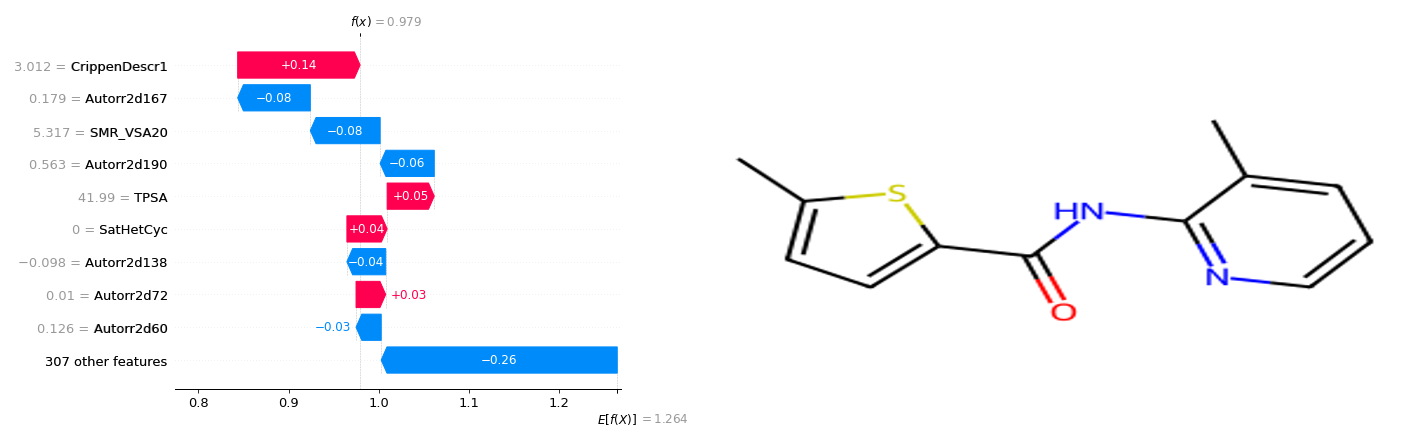 f(x) = 0.979
3.012 = CrippenDescr1
+0.14
0.179 = Autorr2d167
−0.08
5.317 = SMR_VSA20
−0.08
0.563 = Autorr2d190
−0.06
41.99 = TPSA
+0.05
0 = SatHetCyc
+0.04
−0.098 = Autorr2d138
−0.04
0.01 = Autorr2d72
+0.03
0.126 = Autorr2d60
−0.03
307 other features
−0.26
0.8 0.9 1.0 1.1 1.2
E[f(X)] = 1.264
S
HN
N
O